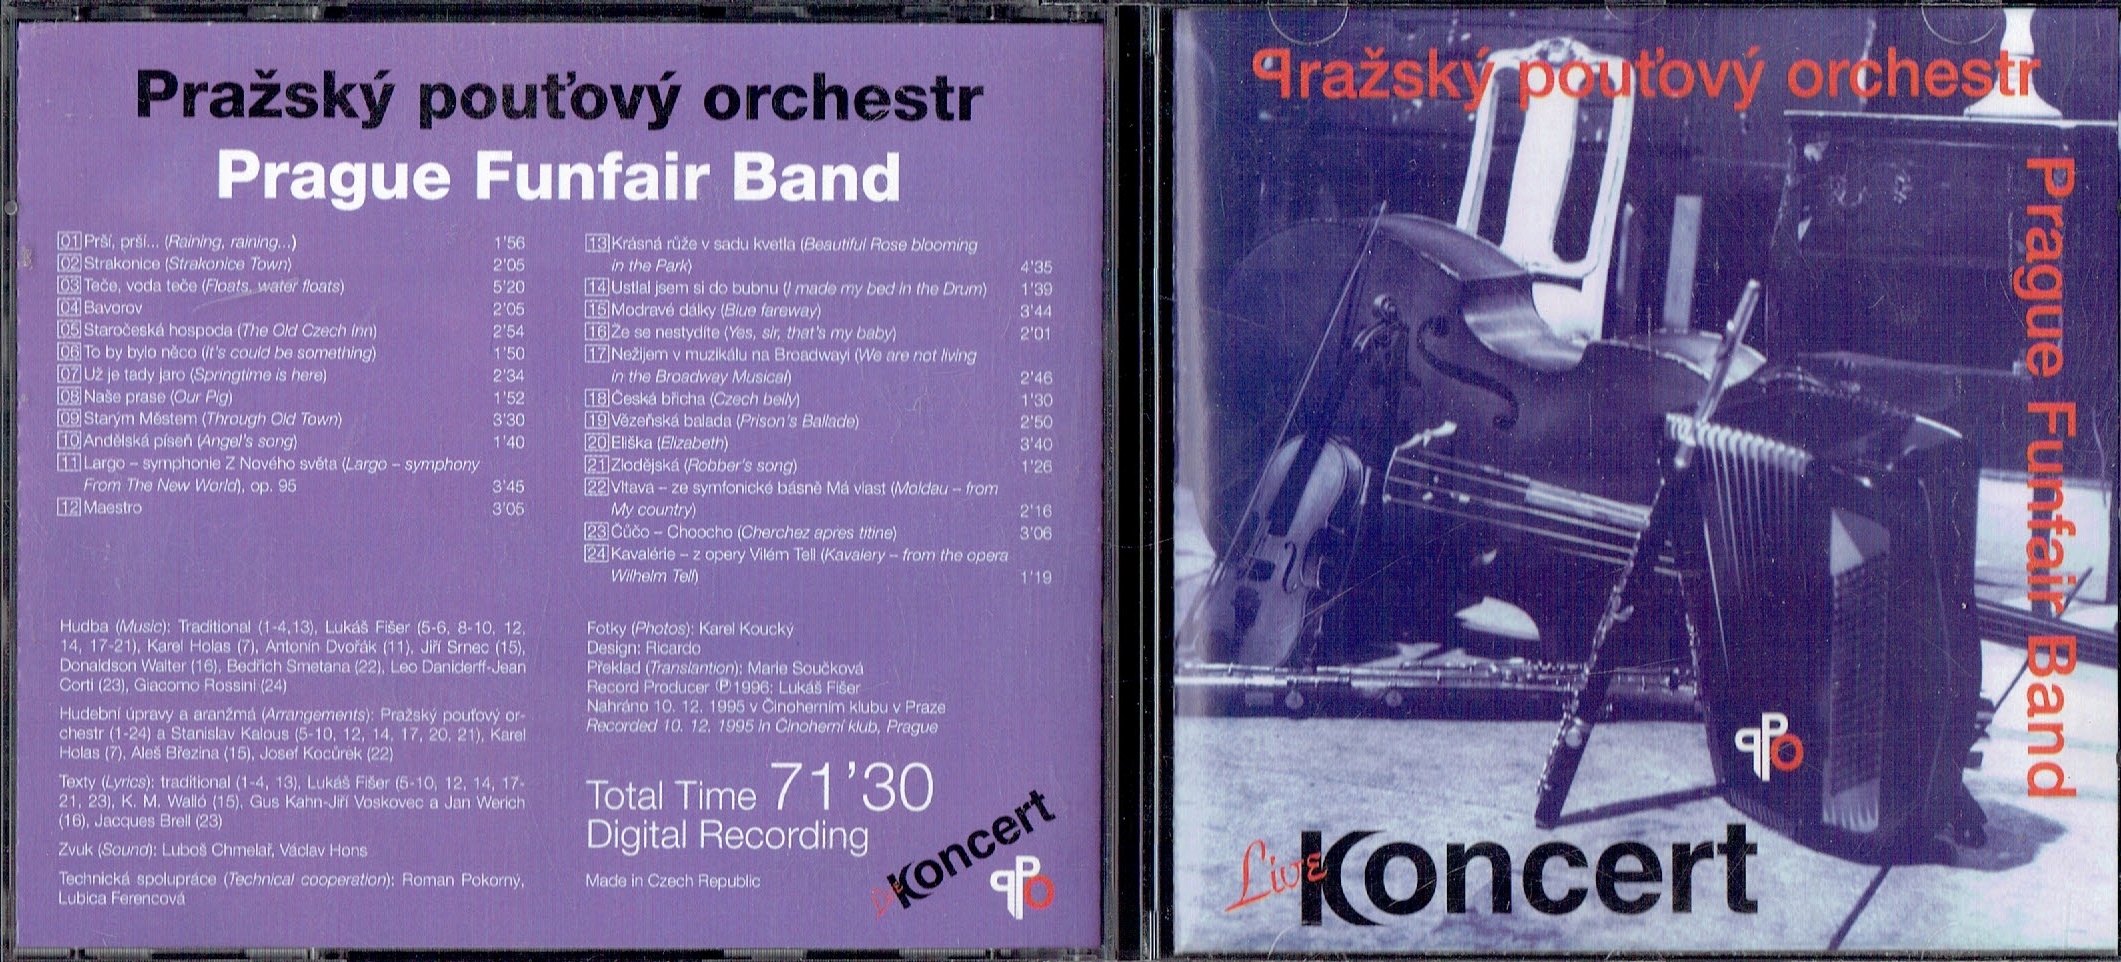 Pražský pouťový orchestr
Prague Funfair Band
01 Prší, prší... (Raining, raining...) 1'56
02 Strakonice (Strakonice Town) 2'05
03 Teče, voda teče (Floats, water floats) 5'20
04 Bavorov 2'05
05 Staročeská hospoda (The Old Czech Inn) 2'54
06 To by bylo něco (It's could be something) 1'50
07 Už je tady jaro (Springtime is here) 2'34
08 Naše prase (Our Pig) 1'52
09 Starým Městem (Through Old Town) 3'30
10 Andělská píseň (Angel's song) 1'40
11 Largo – symphonie Z Nového světa (Largo – symphony
From The New World), op. 95 3'45
12 Maestro 3'05
13 Krásná růže v sadu kvetla (Beautiful Rose blooming
in the Park) 4'35
14 Ustlal jsem si do bubnu (I made my bed in the Drum) 1'39
15 Modravé dálky (Blue fareway) 3'44
16 Že se nestydíte (Yes, sir, that's my baby) 2'01
17 Nežijem v muzikálu na Broadwayi (We are not living
in the Broadway Musical) 2'46
18 Česká břicha (Czech belly) 1'30
19 Vězeňská balada (Prison's Ballade) 2'50
20 Eliška (Elizabeth) 3'40
21 Zlodějská (Robber's song) 1'26
22 Vltava – ze symfonické básně Má vlast (Moldau – from
My country) 2'16
23 Čůčo – Choocho (Cherchez apres titine) 3'06
24 Kavalérie – z opery Vilém Tell (Kavalery – from the opera
Wilhelm Tell) 1'19
Hudba (Music): Traditional (1-4,13), Lukáš Fišer (5-6, 8-10, 12,
14, 17-21), Karel Holas (7), Antonín Dvořák (11), Jiří Srnec (15),
Donaldson Walter (16), Bedřich Smetana (22), Leo Daniderff-Jean
Corti (23), Giacomo Rossini (24)
Hudební úpravy a aranžmá (Arrangements): Pražský pouťový or-
chestr (1-24) a Stanislav Kalous (5-10, 12, 14, 17, 20, 21), Karel
Holas (7), Aleš Březina (15), Josef Kocůrek (22)
Texty (Lyrics): traditional (1-4, 13), Lukáš Fišer (5-10, 12, 14, 17-
21, 23), K. M. Walló (15), Gus Kahn-Jiří Voskovec a Jan Werich
(16), Jacques Brell (23)
Zvuk (Sound): Luboš Chmelař, Václav Hons
Technická spolupráce (Technical cooperation): Roman Pokorný,
Lubica Ferencová
Fotky (Photos): Karel Koucký
Design: Ricardo
Překlad (Translantion): Marie Součková
Record Producer ℗1996: Lukáš Fišer
Nahráno 10. 12. 1995 v Činoherním klubu v Praze
Recorded 10. 12. 1995 in Činoherní klub, Prague
Total Time 71'30
Digital Recording
Made in Czech Republic
Live Koncert
PPO
Pražský pouťový orchestr
Prague Funfair Band
PPO
Live Koncert